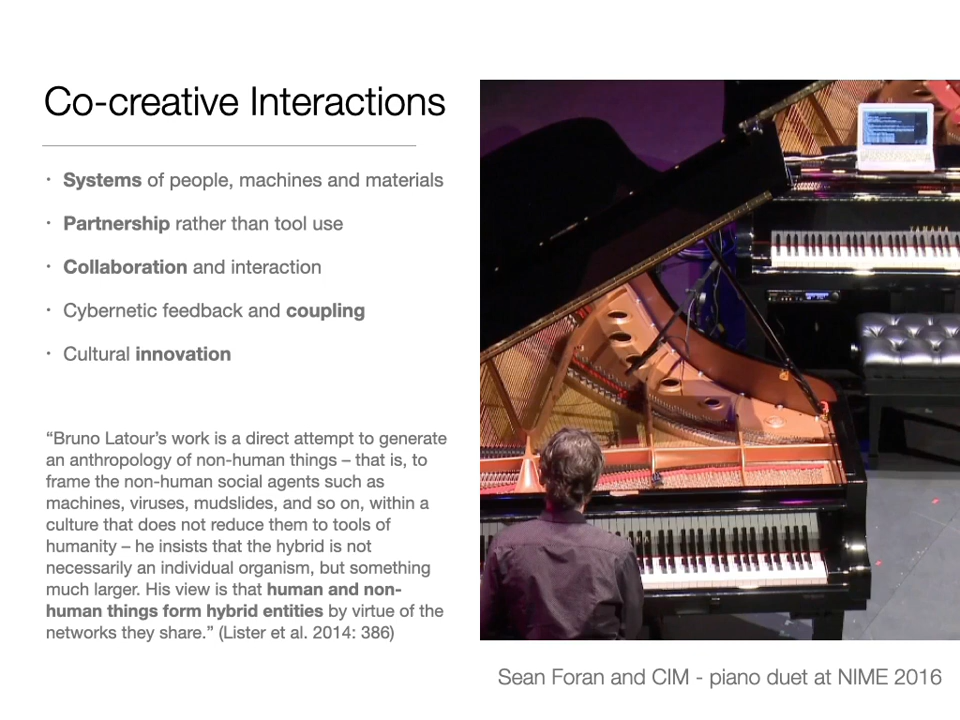 Co-creative Interactions
• Systems of people, machines and materials
• Partnership rather than tool use
• Collaboration and interaction
• Cybernetic feedback and coupling
• Cultural innovation
“Bruno Latour’s work is a direct attempt to generate
an anthropology of non-human things – that is, to
frame the non-human social agents such as
machines, viruses, mudslides, and so on, within a
culture that does not reduce them to tools of
humanity – he insists that the hybrid is not
necessarily an individual organism, but something
much larger. His view is that human and non-
human things form hybrid entities by virtue of the
networks they share.” (Lister et al. 2014: 386)
YAMAHA
Sean Foran and CIM - piano duet at NIME 2016